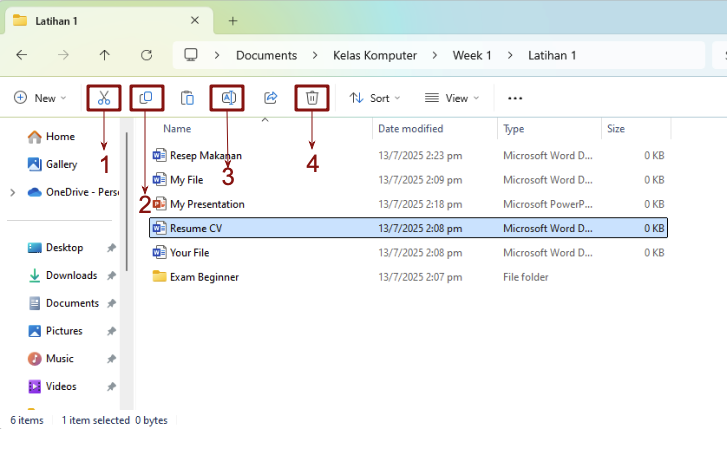 Latihan 1
Documents > Kelas Komputer > Week 1 > Latihan 1
New Sort View ...
1 2 3 4
Name Date modified Type Size
Home
Gallery
OneDrive - Perso
Desktop
Downloads
Documents
Pictures
Music
Videos
Resep Makanan 13/7/2025 2:23 pm Microsoft Word D... 0 KB
My File 13/7/2025 2:09 pm Microsoft Word D... 0 KB
My Presentation 13/7/2025 2:18 pm Microsoft PowerP... 0 KB
Resume CV 13/7/2025 2:08 pm Microsoft Word D... 0 KB
Your File 13/7/2025 2:08 pm Microsoft Word D... 0 KB
Exam Beginner 13/7/2025 2:07 pm File folder
6 items 1 item selected 0 bytes